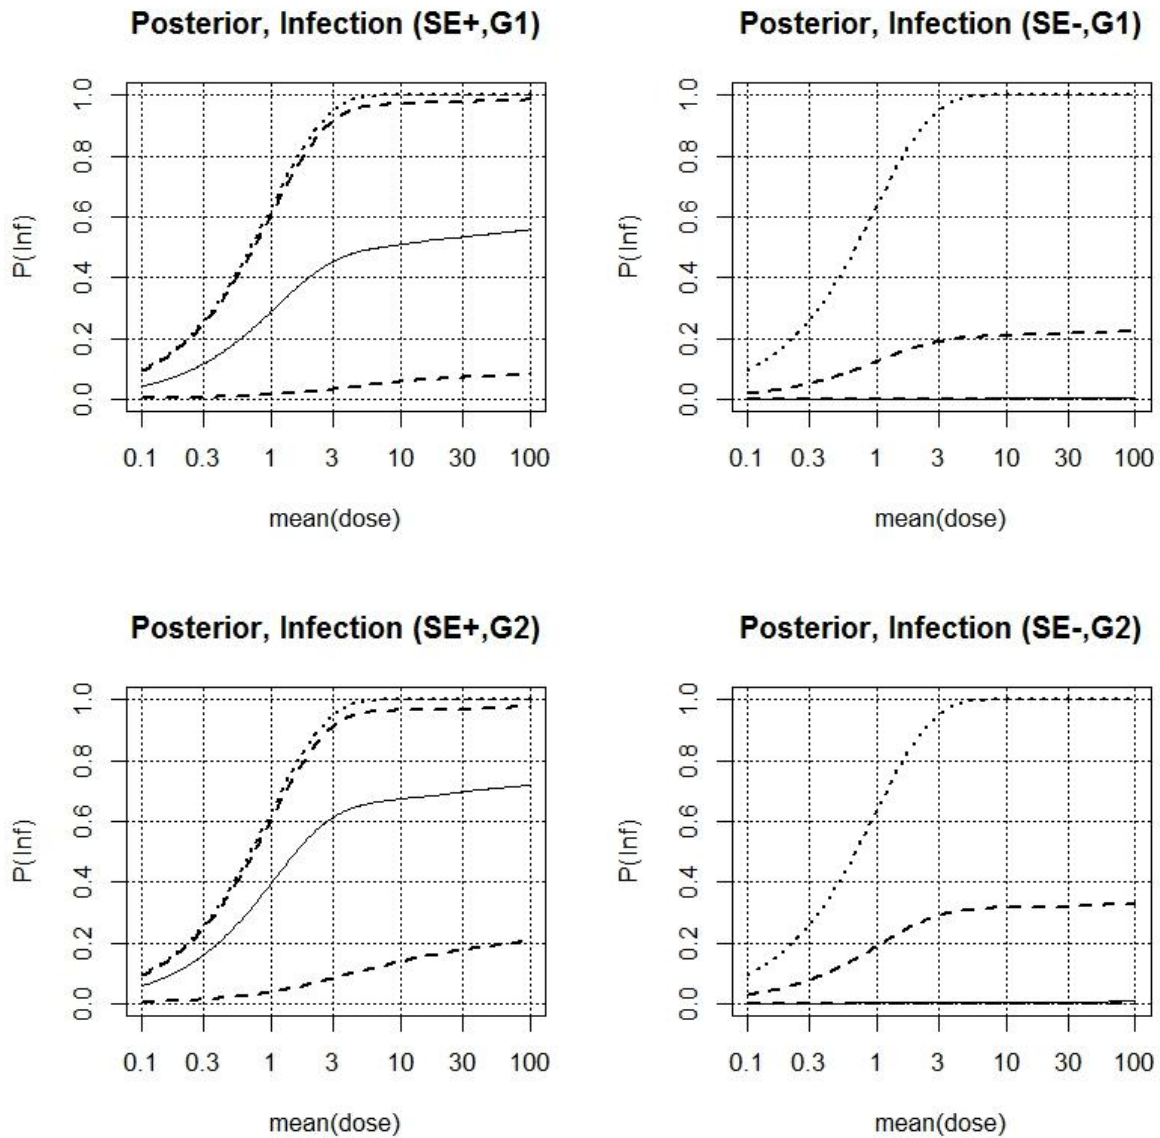 Posterior, Infection (SE+,G1)
P(Inf)
1.0
0.8
0.6
0.4
0.2
0.0
0.1 0.3 1 3 10 30 100
mean(dose)
Posterior, Infection (SE-,G1)
P(Inf)
1.0
0.8
0.6
0.4
0.2
0.0
0.1 0.3 1 3 10 30 100
mean(dose)
Posterior, Infection (SE+,G2)
P(Inf)
1.0
0.8
0.6
0.4
0.2
0.0
0.1 0.3 1 3 10 30 100
mean(dose)
Posterior, Infection (SE-,G2)
P(Inf)
1.0
0.8
0.6
0.4
0.2
0.0
0.1 0.3 1 3 10 30 100
mean(dose)